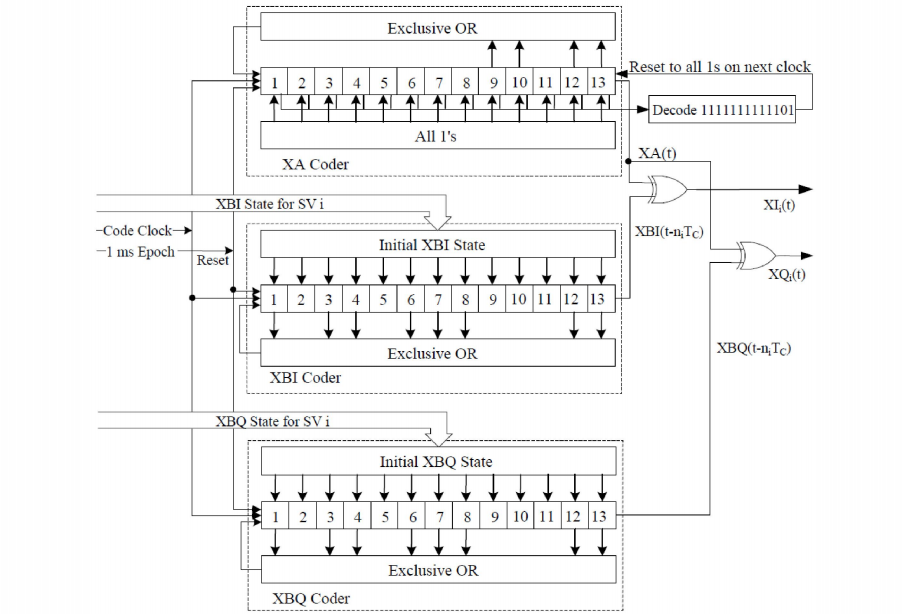 Exclusive OR
1 2 3 4 5 6 7 8 9 10 11 12 13
Reset to all 1s on next clock
Decode 1111111111101
All 1's
XA Coder
XA(t)
XI_i(t)
XBI State for SV i
XBI(t-n_iT_C)
Code Clock
1 ms Epoch
Reset
Initial XBI State
XQ_i(t)
1 2 3 4 5 6 7 8 9 10 11 12 13
Exclusive OR
XBQ(t-n_iT_C)
XBI Coder
XBQ State for SV i
Initial XBQ State
1 2 3 4 5 6 7 8 9 10 11 12 13
Exclusive OR
XBQ Coder